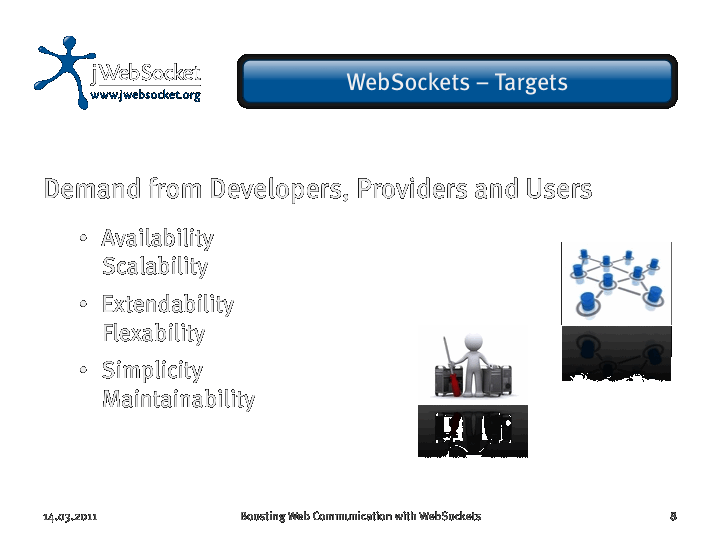 jWebSocket
www.jwebsocket.org
WebSockets – Targets
Demand from Developers, Providers and Users
• Availability
Scalability
• Extendability
Flexability
• Simplicity
Maintainability
14.03.2011 Boosting Web Communication with WebSockets 8